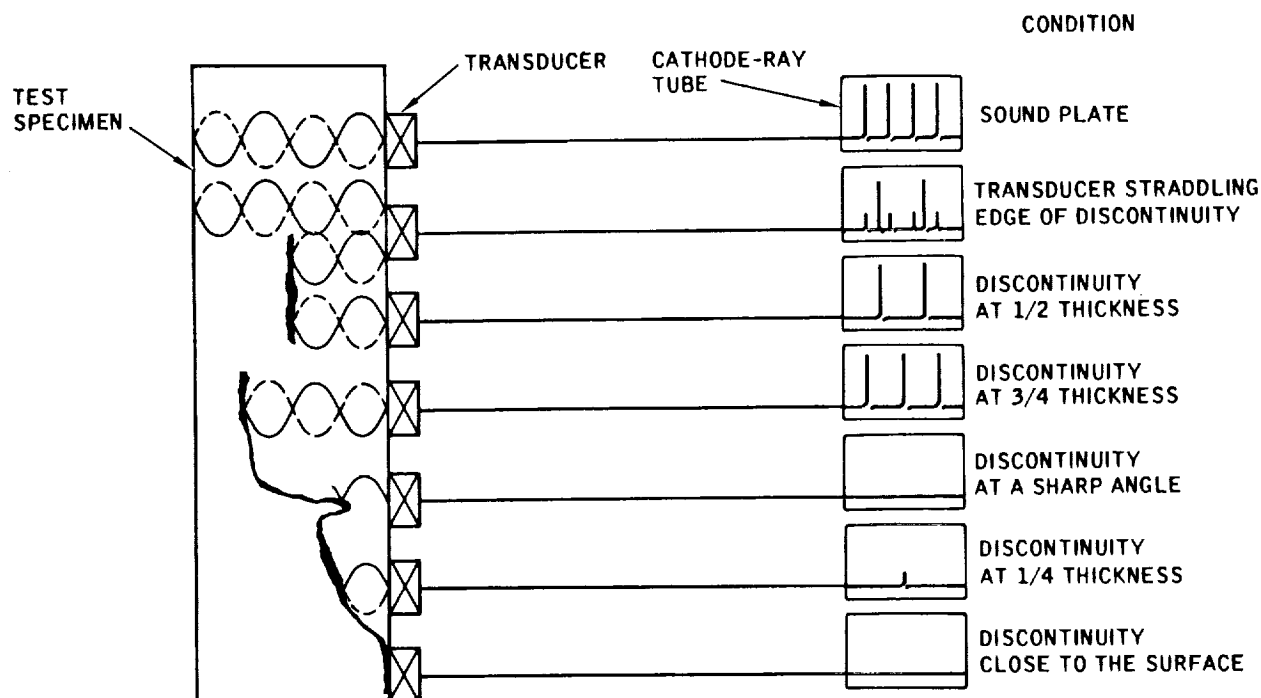 CONDITION
TEST
SPECIMEN
TRANSDUCER
CATHODE-RAY
TUBE
SOUND PLATE
TRANSDUCER STRADDLING
EDGE OF DISCONTINUITY
DISCONTINUITY
AT 1/2 THICKNESS
DISCONTINUITY
AT 3/4 THICKNESS
DISCONTINUITY
AT A SHARP ANGLE
DISCONTINUITY
AT 1/4 THICKNESS
DISCONTINUITY
CLOSE TO THE SURFACE